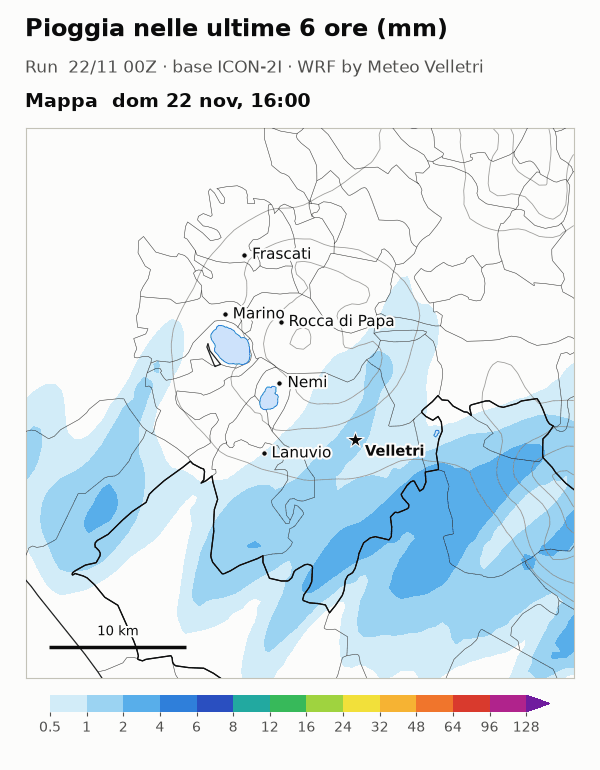 Pioggia nelle ultime 6 ore (mm)
Run  22/11 00Z · base ICON-2I · WRF by Meteo Velletri
Mappa  dom 22 nov, 16:00
Frascati
Marino
Rocca di Papa
Nemi
Velletri
Lanuvio
10 km
0.5 1 2 4 6 8 12 16 24 32 48 64 96 128